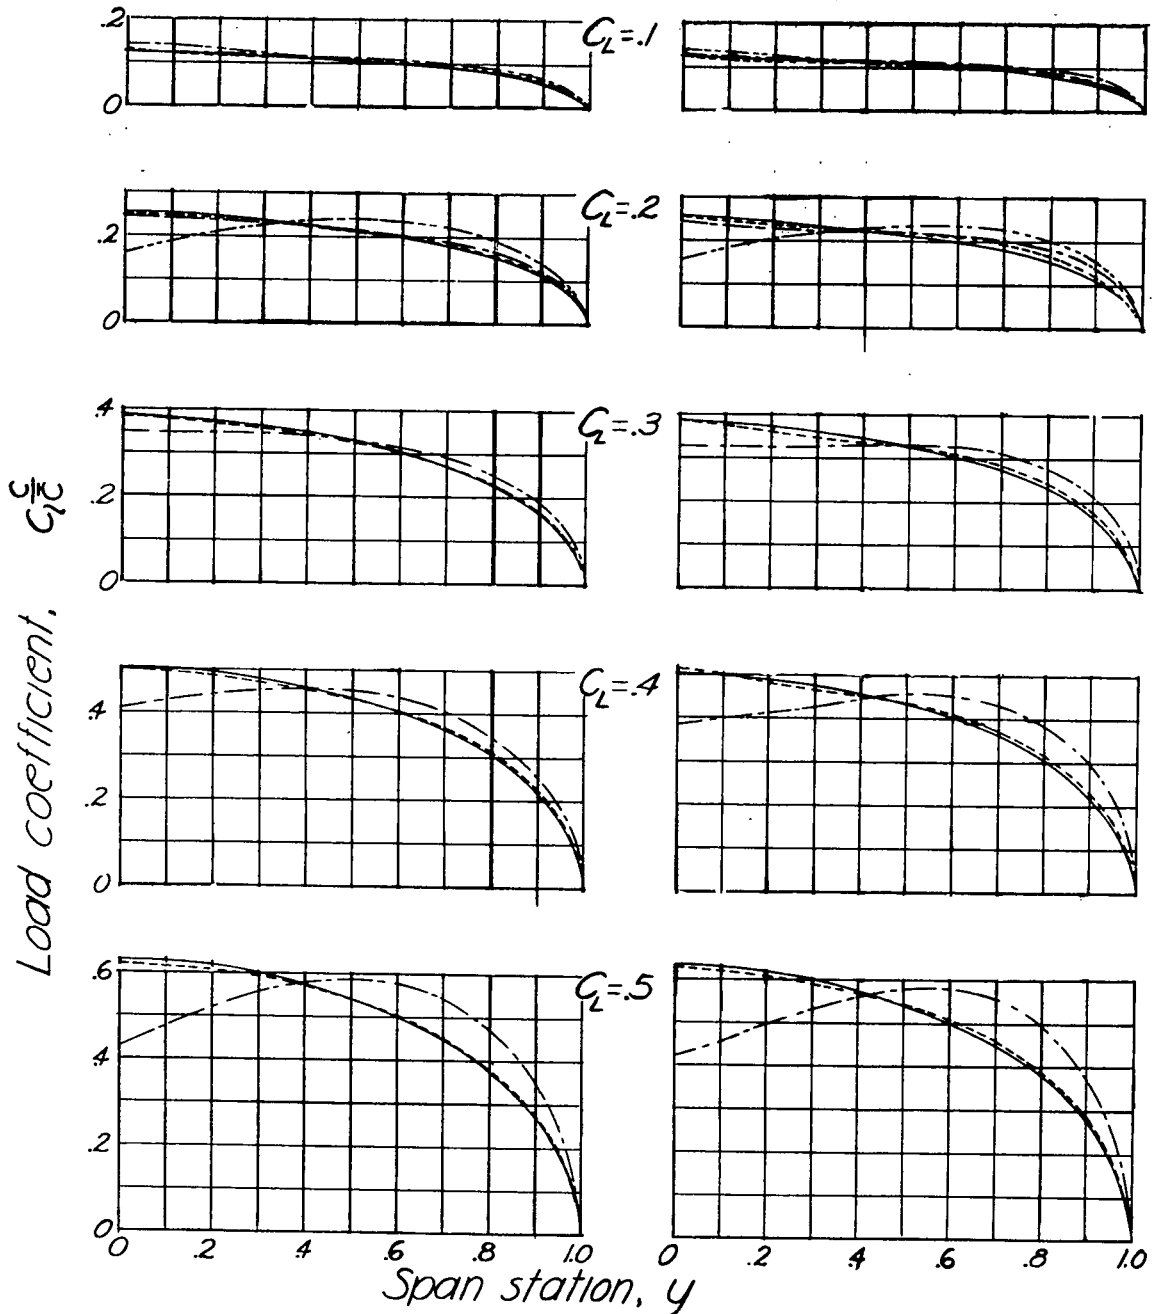 .2
0
C_L=.1
.2
0
C_L=.2
.4
.2
0
C_L=.3
.4
.2
0
C_L=.4
.6
.4
.2
0
C_L=.5
0 .2 .4 .6 .8 1.0
0 .2 .4 .6 .8 1.0
Span station, y
Load coefficient, C_l c/c̄